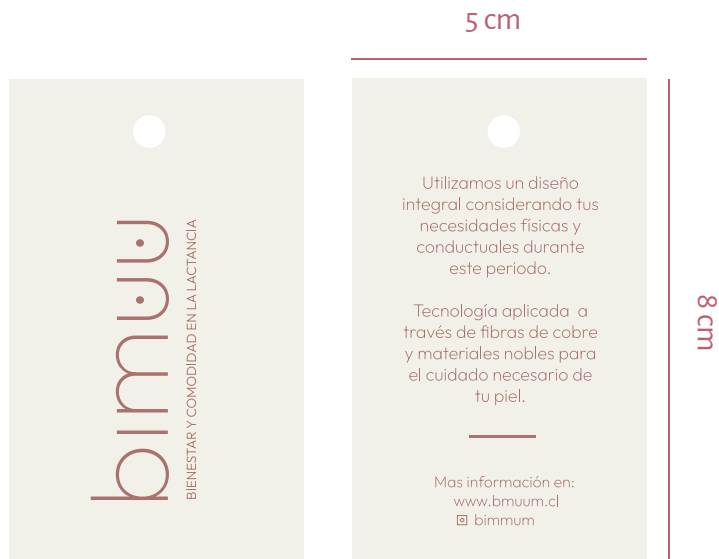 5 cm
bimuu
BIENESTAR Y COMODIDAD EN LA LACTANCIA
Utilizamos un diseño
integral considerando tus
necesidades físicas y
conductuales durante
este periodo.
Tecnología aplicada a
través de fibras de cobre
y materiales nobles para
el cuidado necesario de
tu piel.
Mas información en:
www.bmuum.cl
bimmum
8 cm